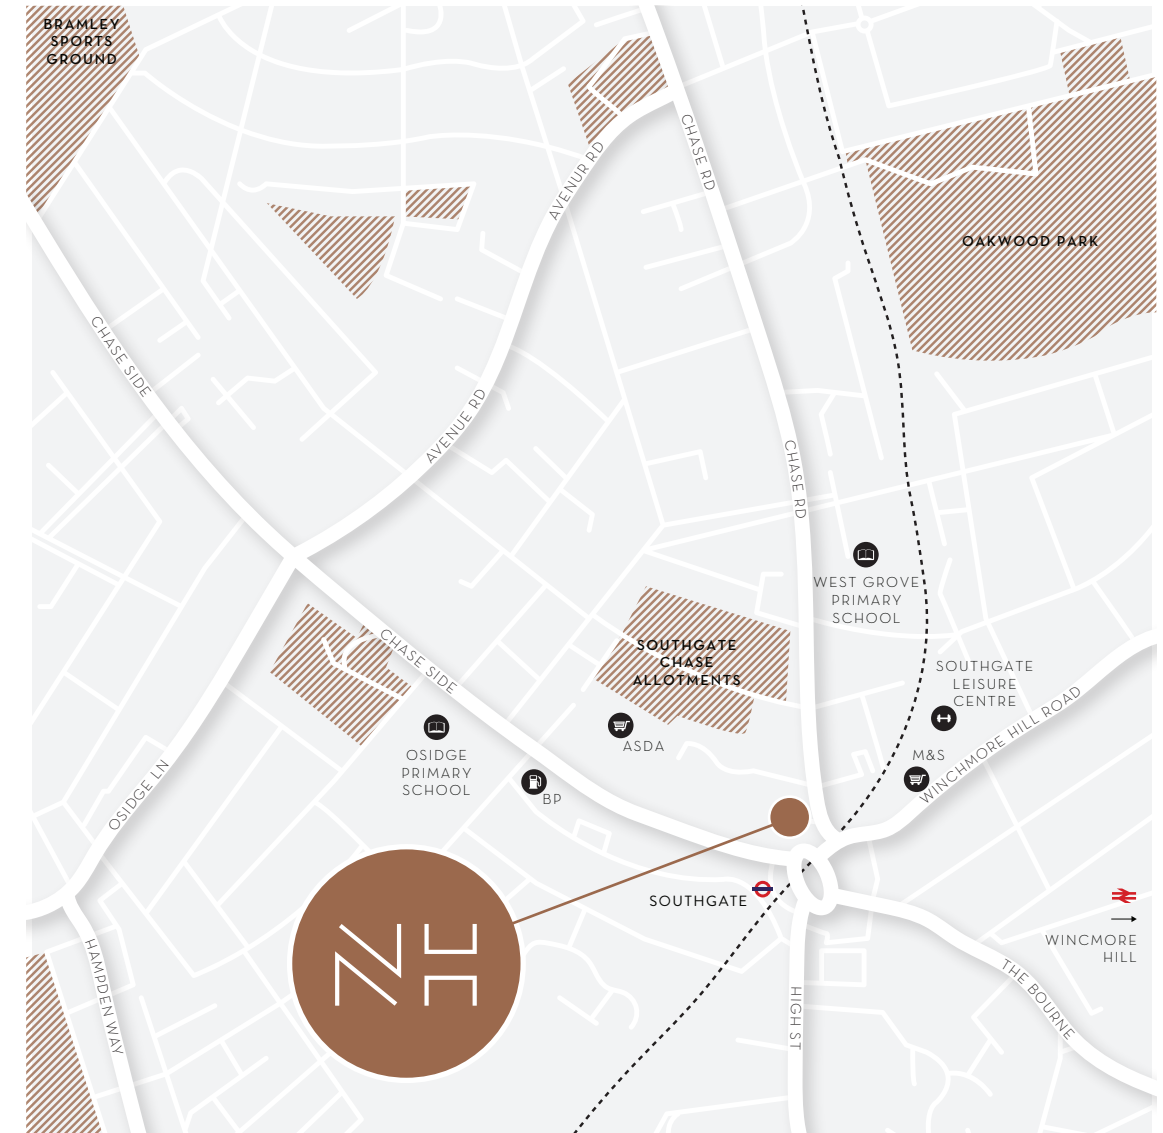 BRAMLEY
SPORTS
GROUND
CHASE RD
AVENUR RD
OAKWOOD PARK
CHASE SIDE
AVENUE RD
CHASE RD
WEST GROVE
PRIMARY
SCHOOL
SOUTHGATE
CHASE
ALLOTMENTS
CHASE SIDE
SOUTHGATE
LEISURE
CENTRE
WINCHMORE HILL ROAD
M&S
ASDA
OSIDGE
PRIMARY
SCHOOL
BP
OSIDGE LN
SOUTHGATE
NH
WINCMORE
HILL
HAMPDEN WAY
HIGH ST
THE BOURNE